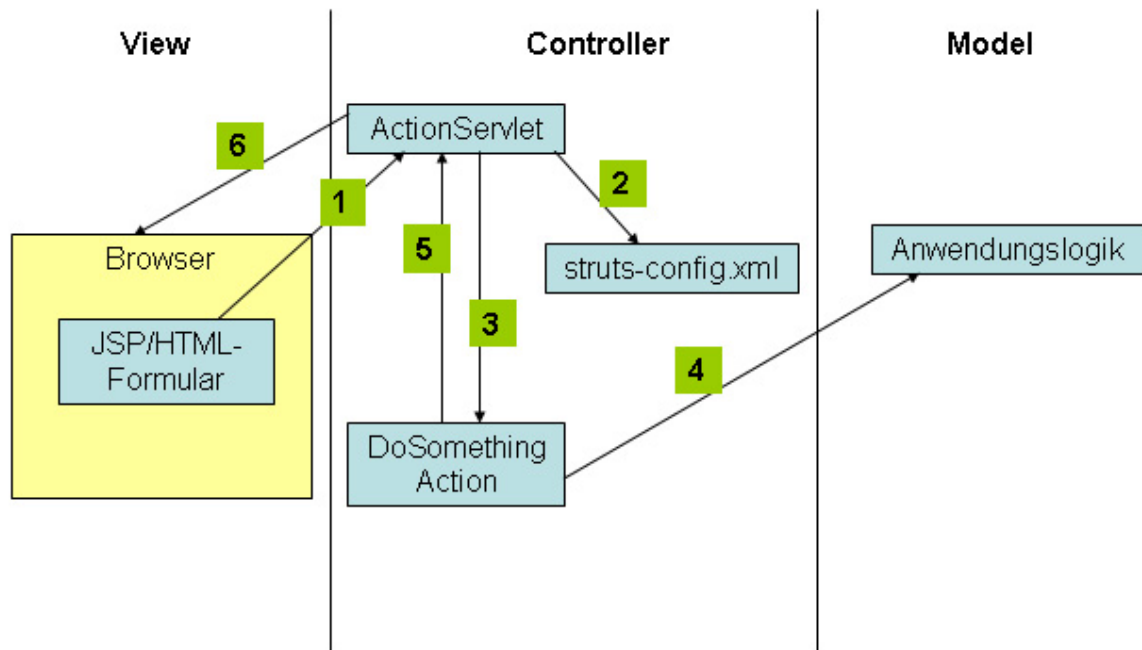 View
Controller
Model
ActionServlet
6
2
1
Browser
5
struts-config.xml
Anwendungslogik
JSP/HTML-
Formular
3
4
DoSomething
Action